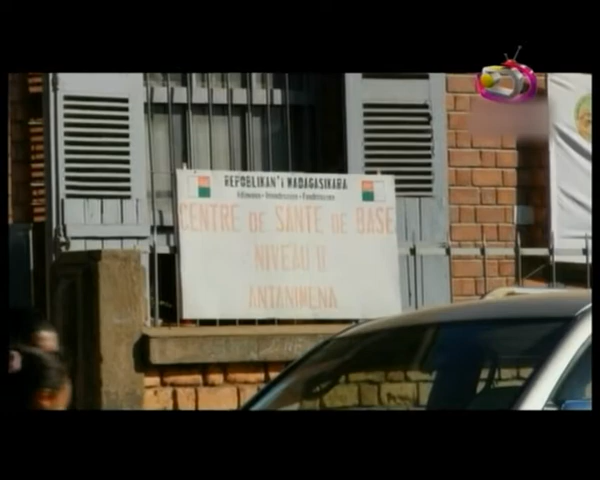 REPOBLIKAN'I MADAGASIKARA
CENTRE DE SANTE DE BASE
NIVEAU II
ANTANIMENA